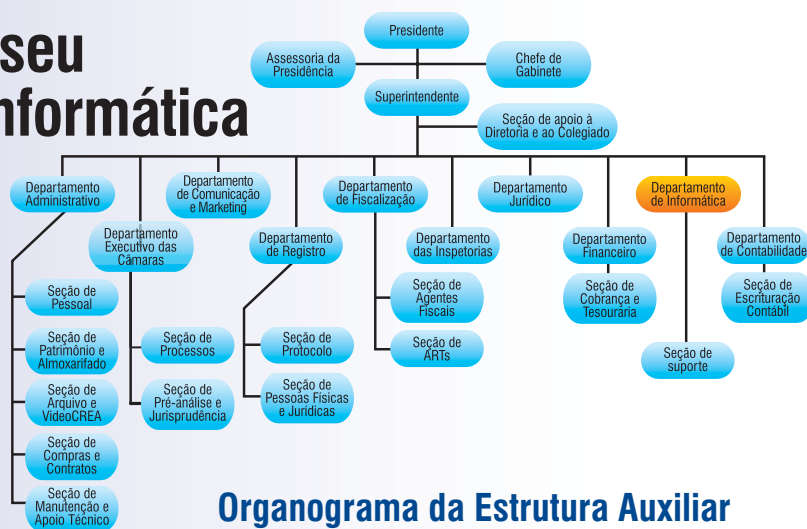 seu
nformática
Presidente
Assessoria da
Presidência
Chefe de
Gabinete
Superintendente
Seção de apoio à
Diretoria e ao Colegiado
Departamento
Administrativo
Departamento
de Comunicação
e Marketing
Departamento
de Fiscalização
Departamento
Jurídico
Departamento
de Informática
Departamento
Executivo das
Câmaras
Departamento
de Registro
Departamento
das Inspetorias
Departamento
Financeiro
Departamento
de Contabilidade
Seção de
Pessoal
Seção de
Agentes
Fiscais
Seção de
Cobrança e
Tesouraria
Seção de
Escrituração
Contábil
Seção de
Patrimônio e
Almoxarifado
Seção de
Processos
Seção de
Protocolo
Seção de
ARTs
Seção de
suporte
Seção de
Arquivo e
VideoCREA
Seção de
Pré-análise e
Jurisprudência
Seção de
Pessoas Físicas
e Jurídicas
Seção de
Compras e
Contratos
Seção de
Manutenção e
Apoio Técnico
Organograma da Estrutura Auxiliar